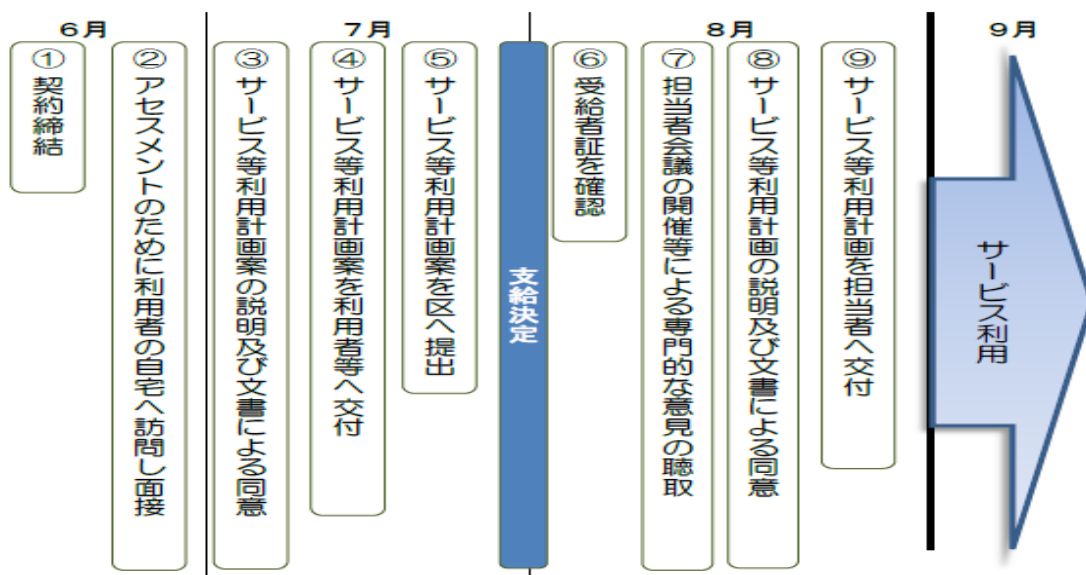 6月
7月
8月
9月
① 契約締結
② アセスメントのために利用者の自宅へ訪問し面接
③ サービス等利用計画案の説明及び文書による同意
④ サービス等利用計画案を利用者等へ交付
⑤ サービス等利用計画案を区へ提出
支給決定
⑥ 受給者証を確認
⑦ 担当者会議の開催等による専門的な意見の聴取
⑧ サービス等利用計画の説明及び文書による同意
⑨ サービス等利用計画を担当者へ交付
サービス利用